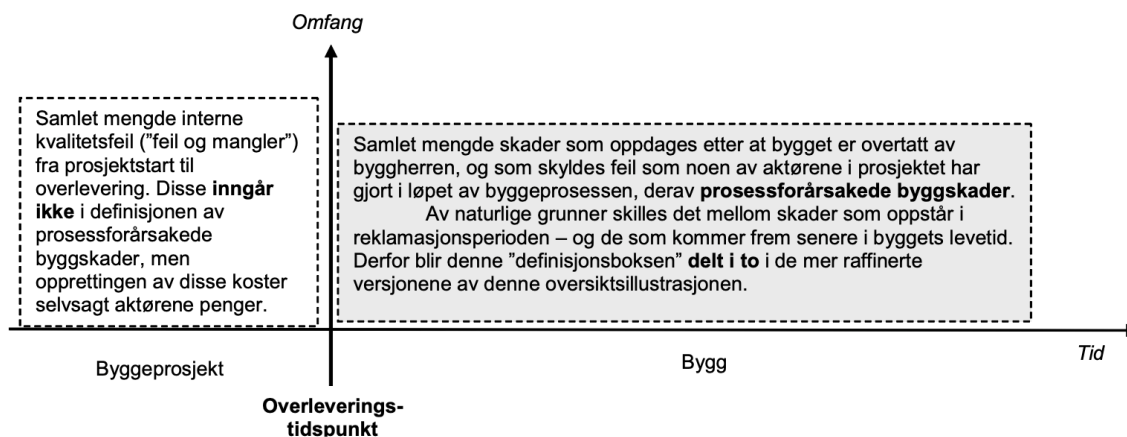 Omfang
Samlet mengde interne
kvalitetsfeil ("feil og mangler")
fra prosjektstart til
overlevering. Disse inngår
ikke i definisjonen av
prosessforårsakede
byggskader, men
opprettingen av disse koster
selvsagt aktørene penger.
Samlet mengde skader som oppdages etter at bygget er overtatt av
byggherren, og som skyldes feil som noen av aktørene i prosjektet har
gjort i løpet av byggeprosessen, derav prosessforårsakede byggskader.
Av naturlige grunner skilles det mellom skader som oppstår i
reklamasjonsperioden – og de som kommer frem senere i byggets levetid.
Derfor blir denne "definisjonsboksen" delt i to i de mer raffinerte
versjonene av denne oversiktsillustrasjonen.
Tid
Byggeprosjekt
Bygg
Overleverings-
tidspunkt